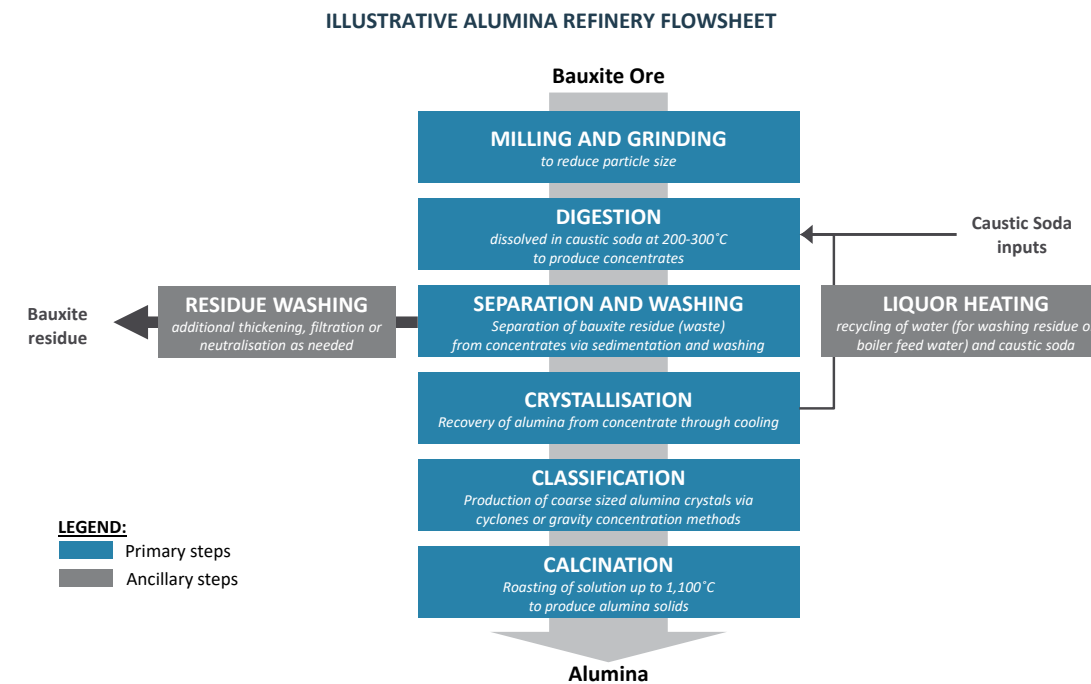 ILLUSTRATIVE ALUMINA REFINERY FLOWSHEET
Bauxite Ore
MILLING AND GRINDING
to reduce particle size
DIGESTION
dissolved in caustic soda at 200-300˚C
to produce concentrates
Caustic Soda
inputs
Bauxite
residue
RESIDUE WASHING
additional thickening, filtration or
neutralisation as needed
SEPARATION AND WASHING
Separation of bauxite residue (waste)
from concentrates via sedimentation and washing
LIQUOR HEATING
recycling of water (for washing residue o
boiler feed water) and caustic soda
CRYSTALLISATION
Recovery of alumina from concentrate through cooling
CLASSIFICATION
Production of coarse sized alumina crystals via
cyclones or gravity concentration methods
CALCINATION
Roasting of solution up to 1,100˚C
to produce alumina solids
LEGEND:
Primary steps
Ancillary steps
Alumina